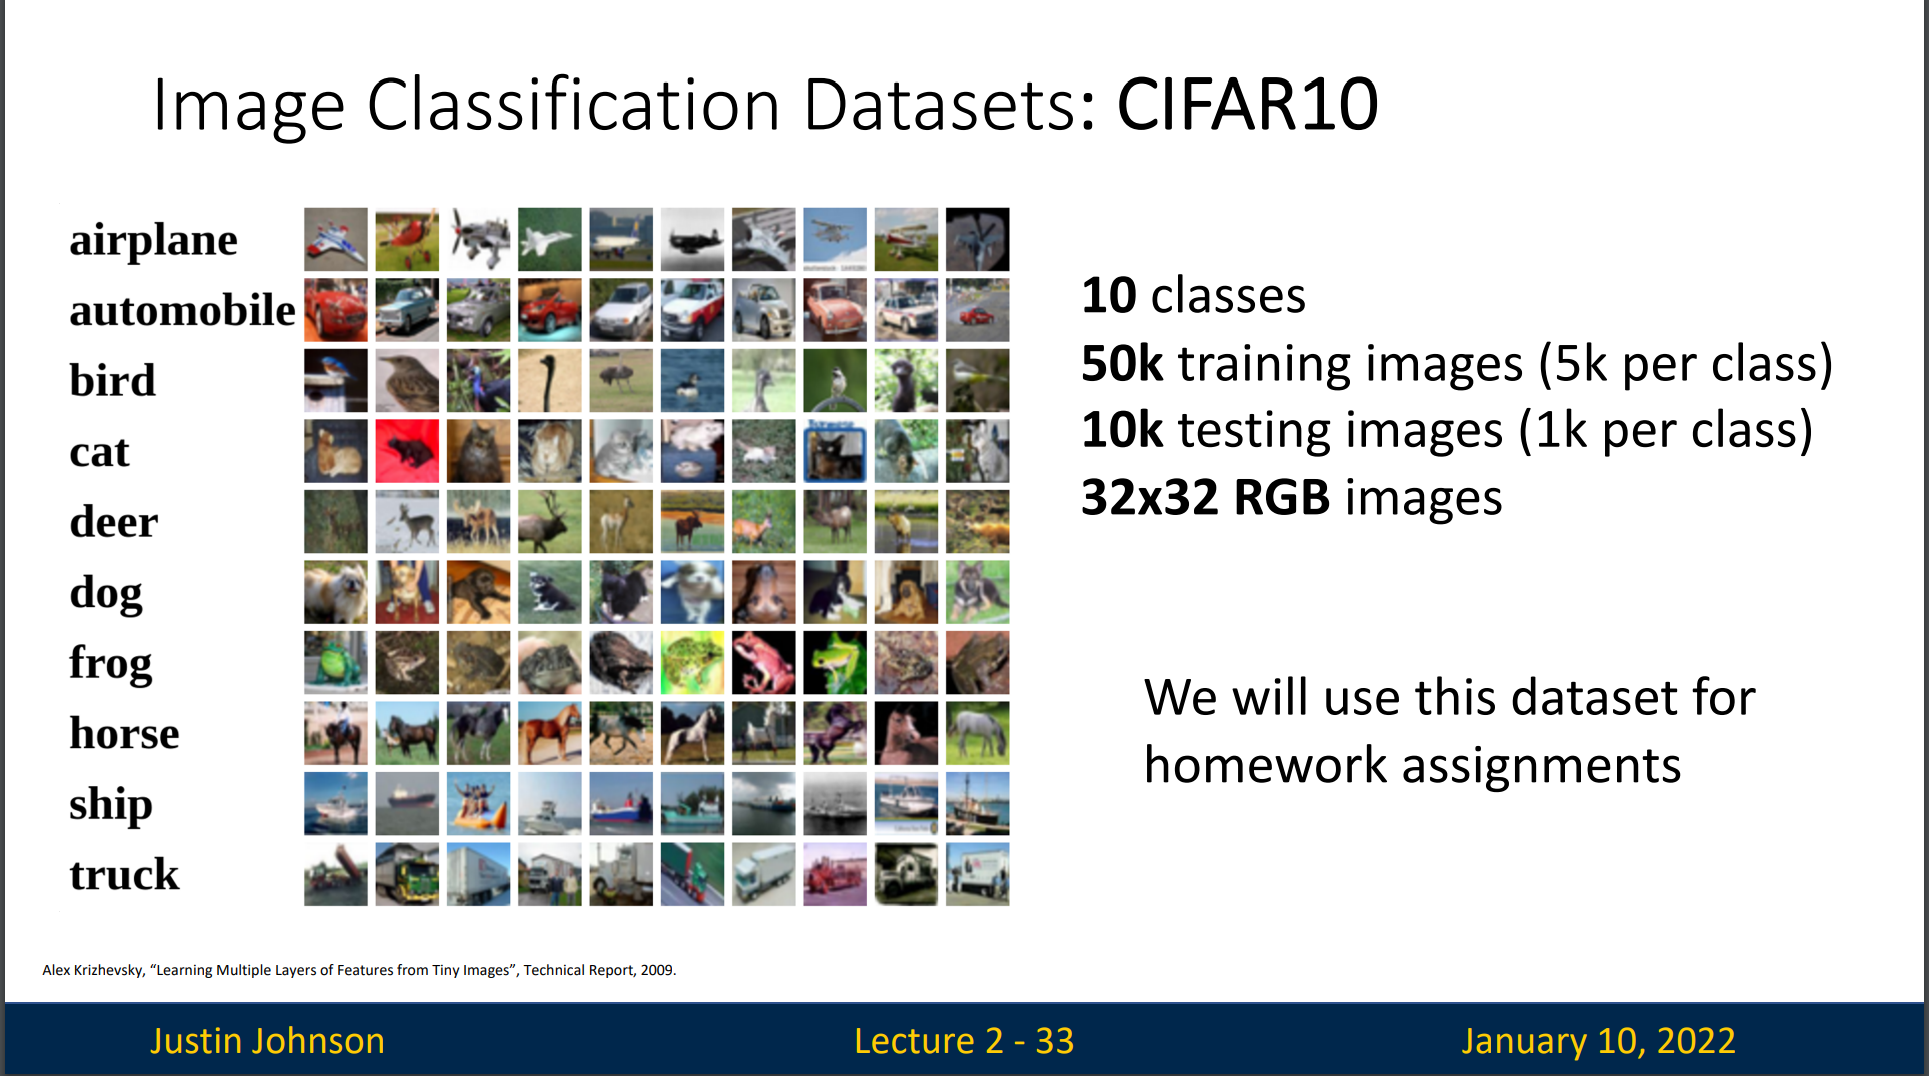 Image Classification Datasets: CIFAR10
airplane
automobile
bird
cat
deer
dog
frog
horse
ship
truck
10 classes
50k training images (5k per class)
10k testing images (1k per class)
32x32 RGB images
We will use this dataset for
homework assignments
Alex Krizhevsky, “Learning Multiple Layers of Features from Tiny Images”, Technical Report, 2009.
Justin Johnson
Lecture 2 - 33
January 10, 2022